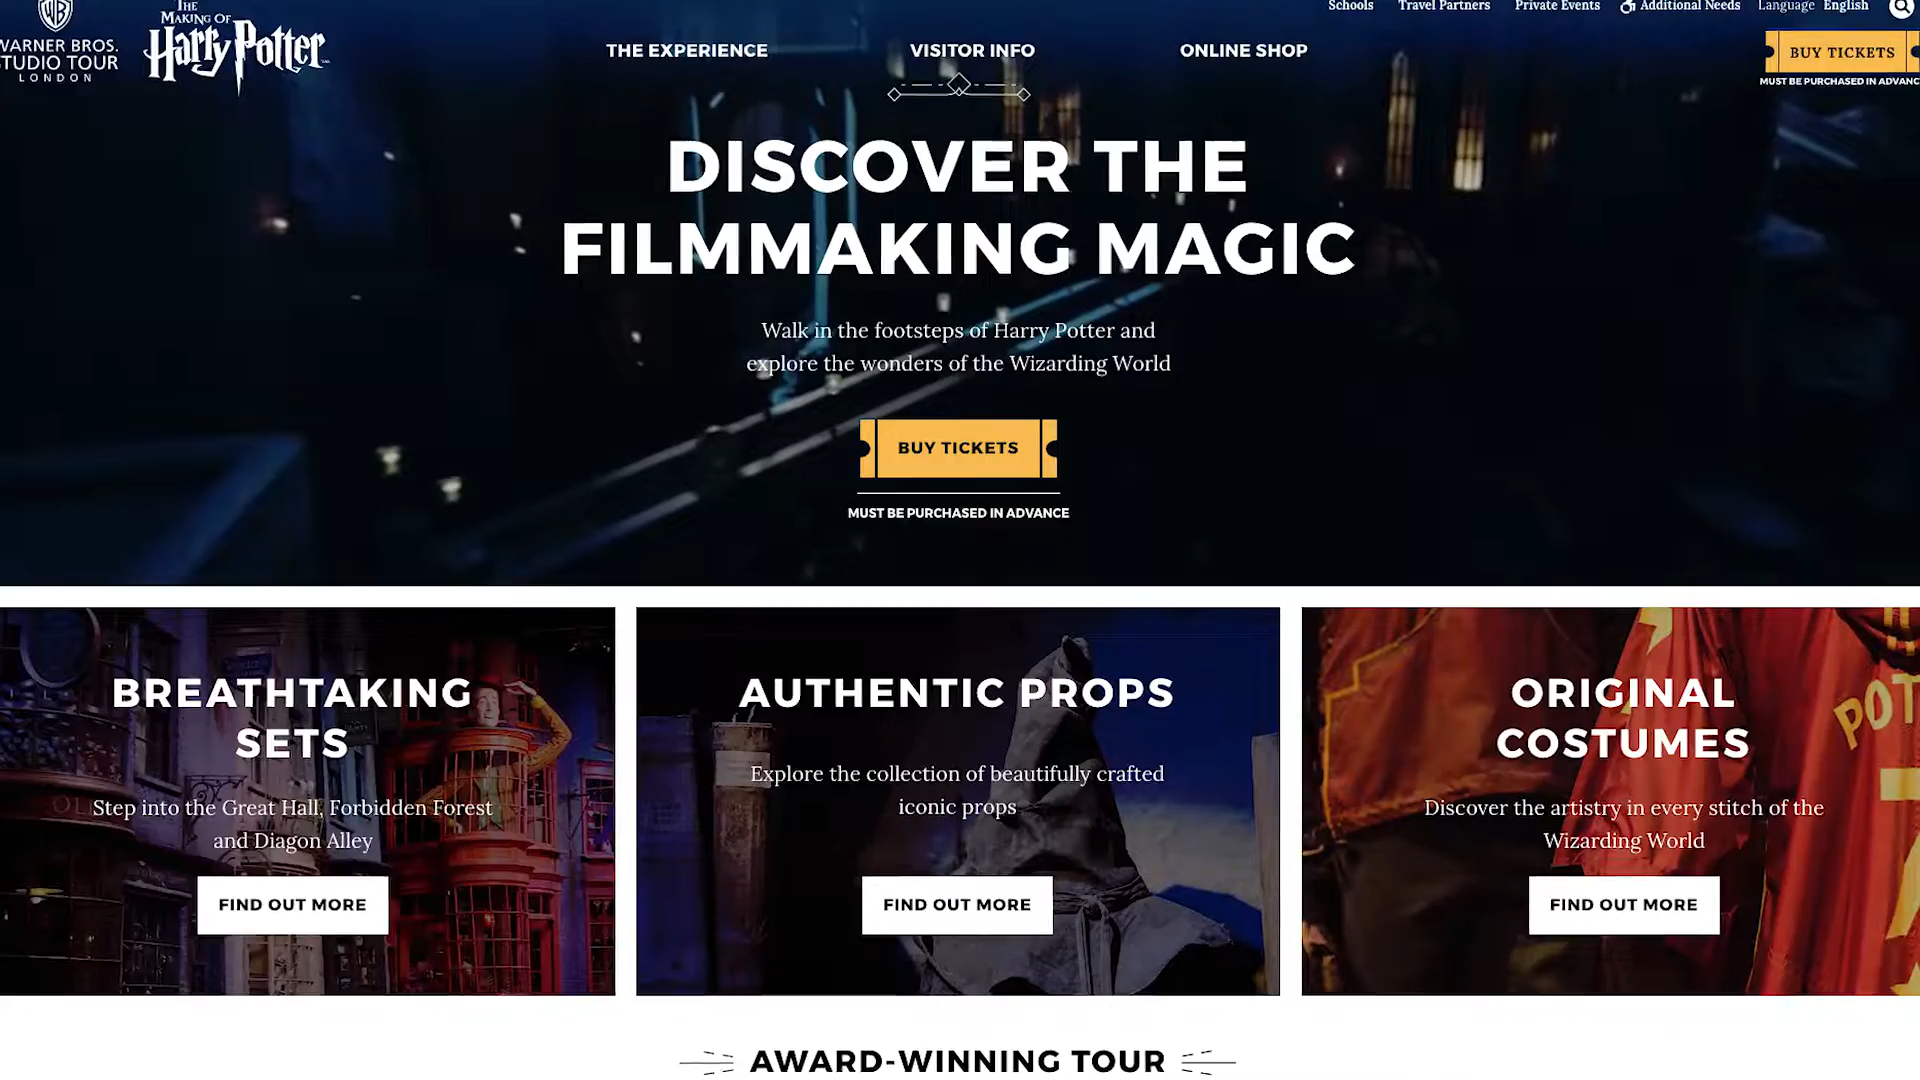 Schools Travel Partners Private Events Additional Needs Language English
WB
WARNER BROS.
STUDIO TOUR
LONDON
THE
MAKING OF
Harry Potter
THE EXPERIENCE VISITOR INFO ONLINE SHOP
BUY TICKETS
MUST BE PURCHASED IN ADVANC
DISCOVER THE
FILMMAKING MAGIC
Walk in the footsteps of Harry Potter and
explore the wonders of the Wizarding World
BUY TICKETS
MUST BE PURCHASED IN ADVANCE
BREATHTAKING
SETS
Step into the Great Hall, Forbidden Forest
and Diagon Alley
FIND OUT MORE
AUTHENTIC PROPS
Explore the collection of beautifully crafted
iconic props
FIND OUT MORE
ORIGINAL
COSTUMES
Discover the artistry in every stitch of the
Wizarding World
FIND OUT MORE
POT
AWARD-WINNING TOUR